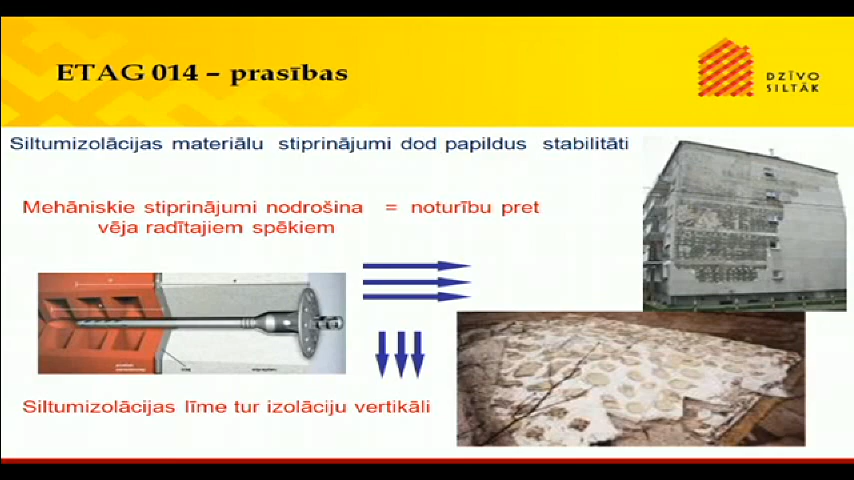 ETAG 014 – prasības
DZĪVO
SILTĀK
Siltumizolācijas materiālu stiprinājumi dod papildus stabilitāti
Mehāniskie stiprinājumi nodrošina = noturību pret
vēja radītajiem spēkiem
Siltumizolācijas līme tur izolāciju vertikāli